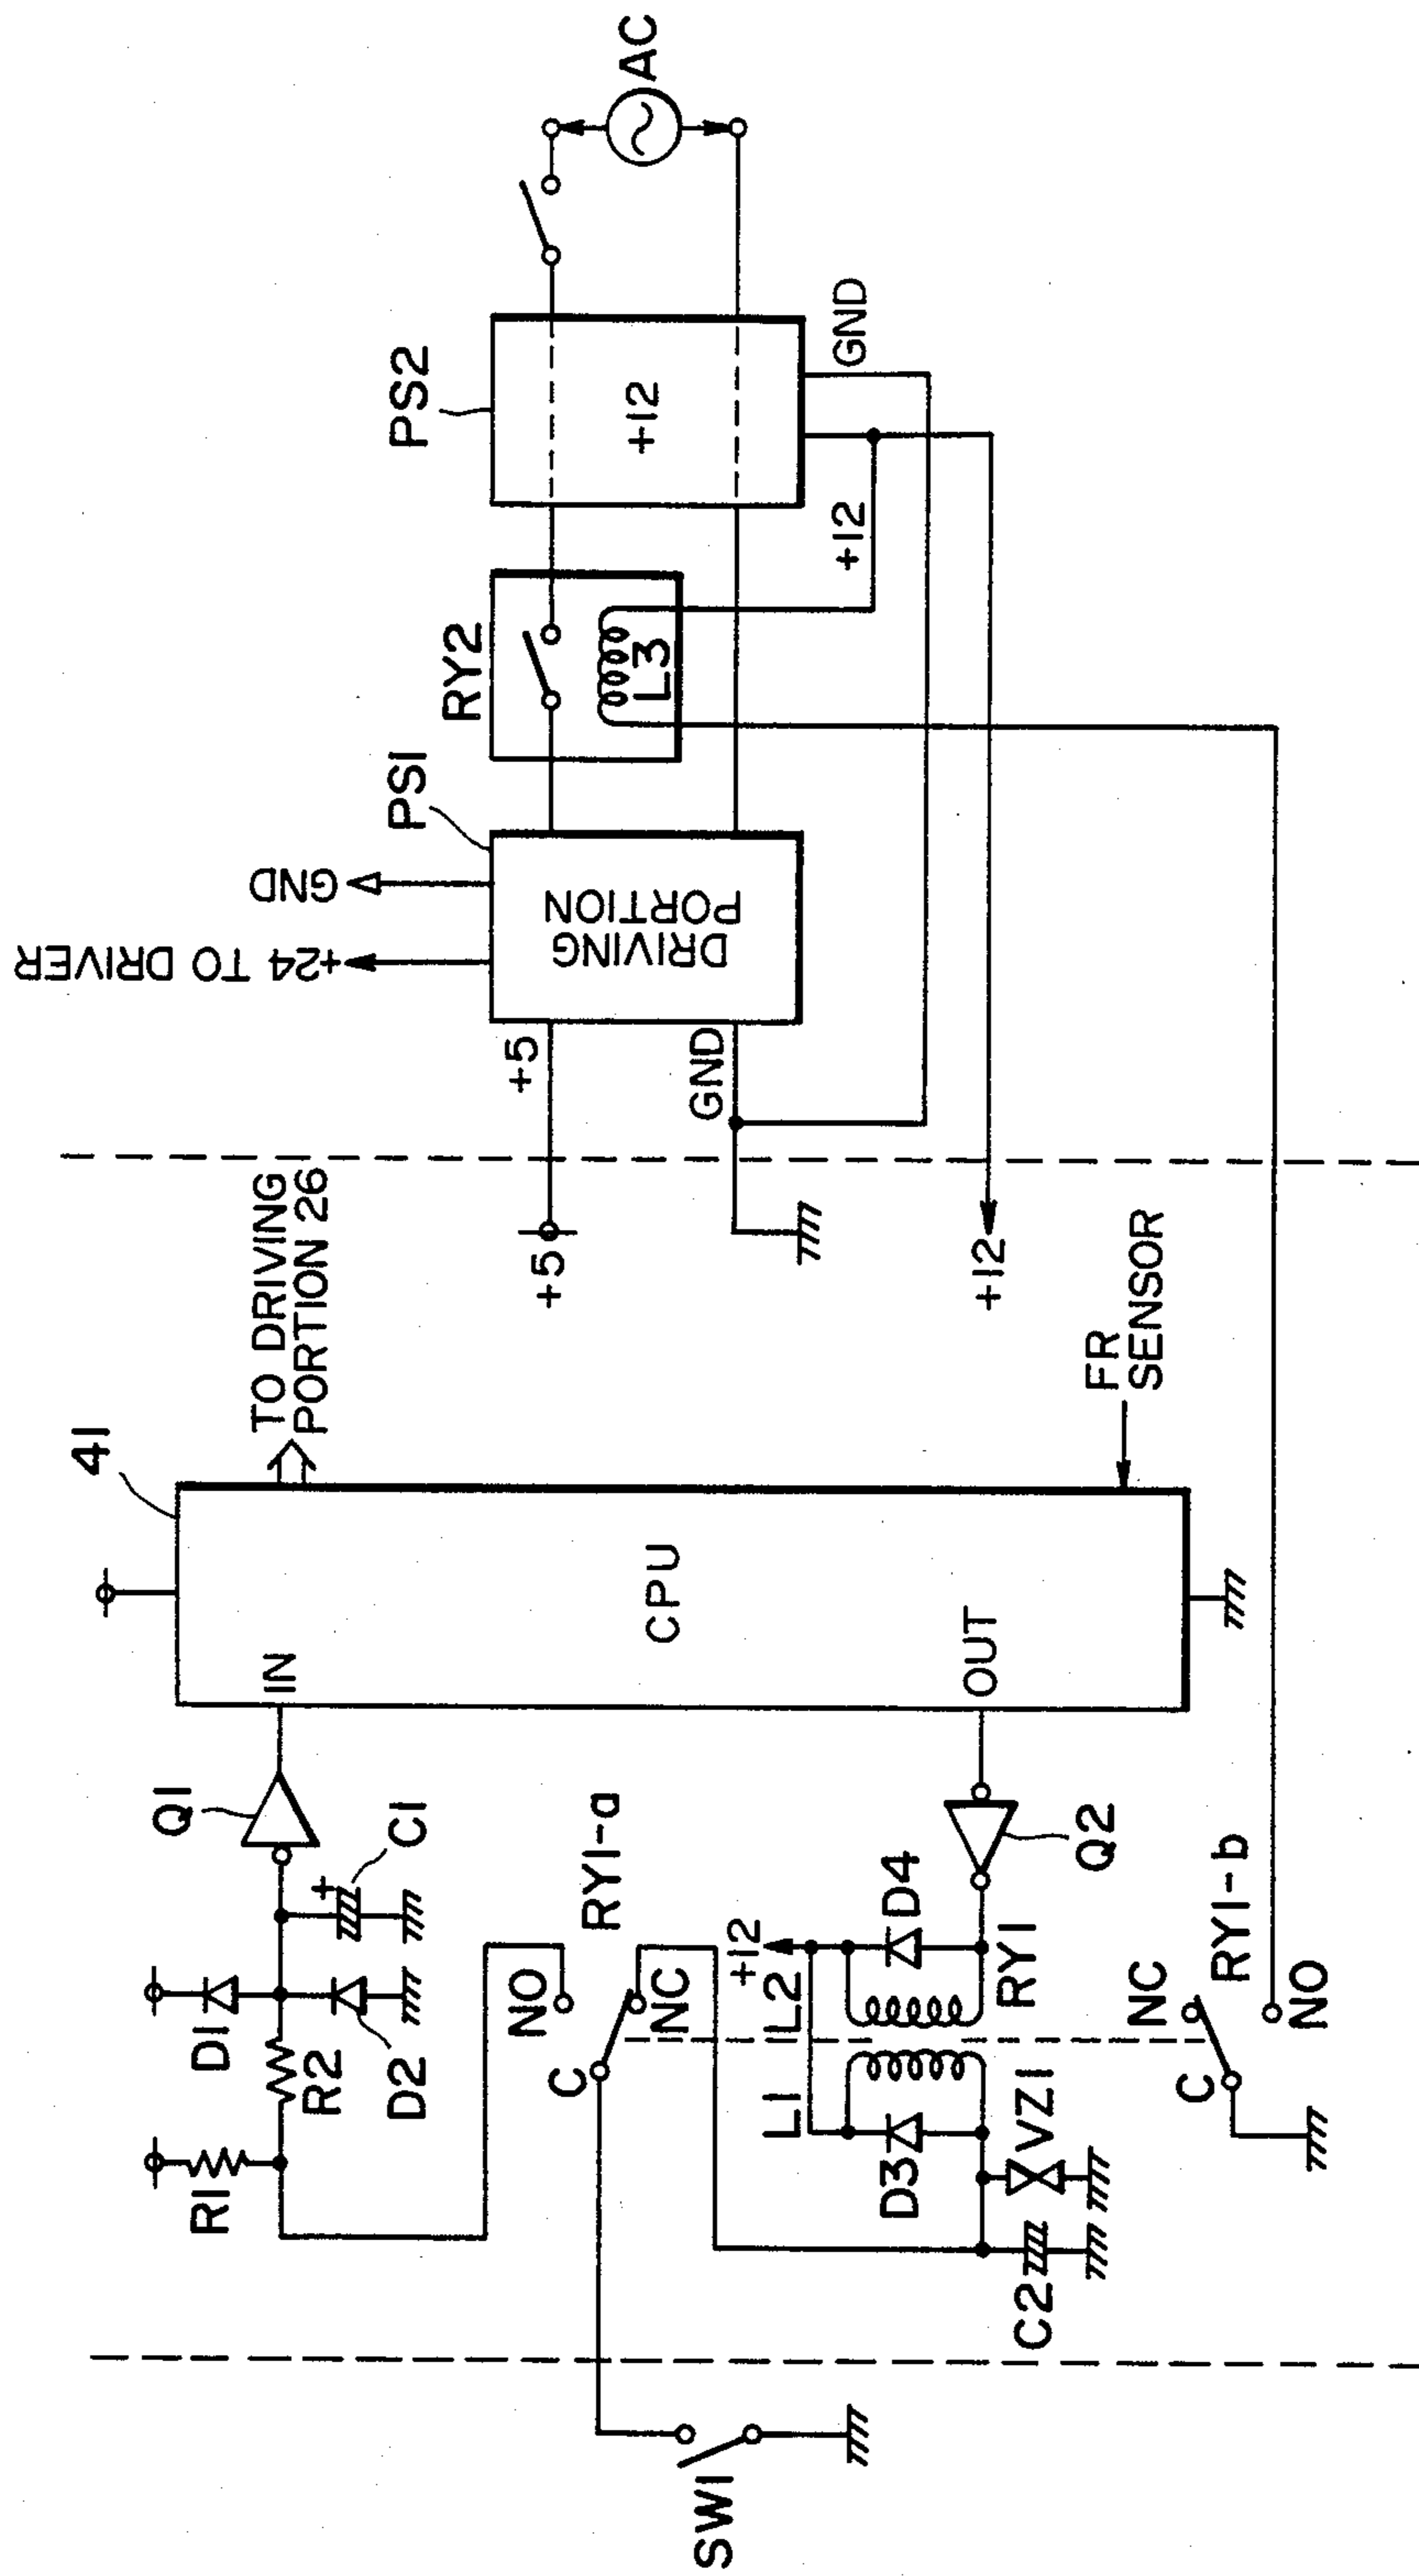 AC
PS2
+12
GND
+12
RY2
L3
PS1
GND
+24 TO DRIVER
DRIVING
PORTION
+5
GND
+5
+12
TO DRIVING
PORTION 26
FR
SENSOR
41
CPU
IN
OUT
Q1
C1
+
D1
R2
D2
R1
RY1-a
NO
C
NC
+12
L2
D4
Q2
RY1
L1
D3
VZ1
C2
RY1-b
NC
C
NO
SW1